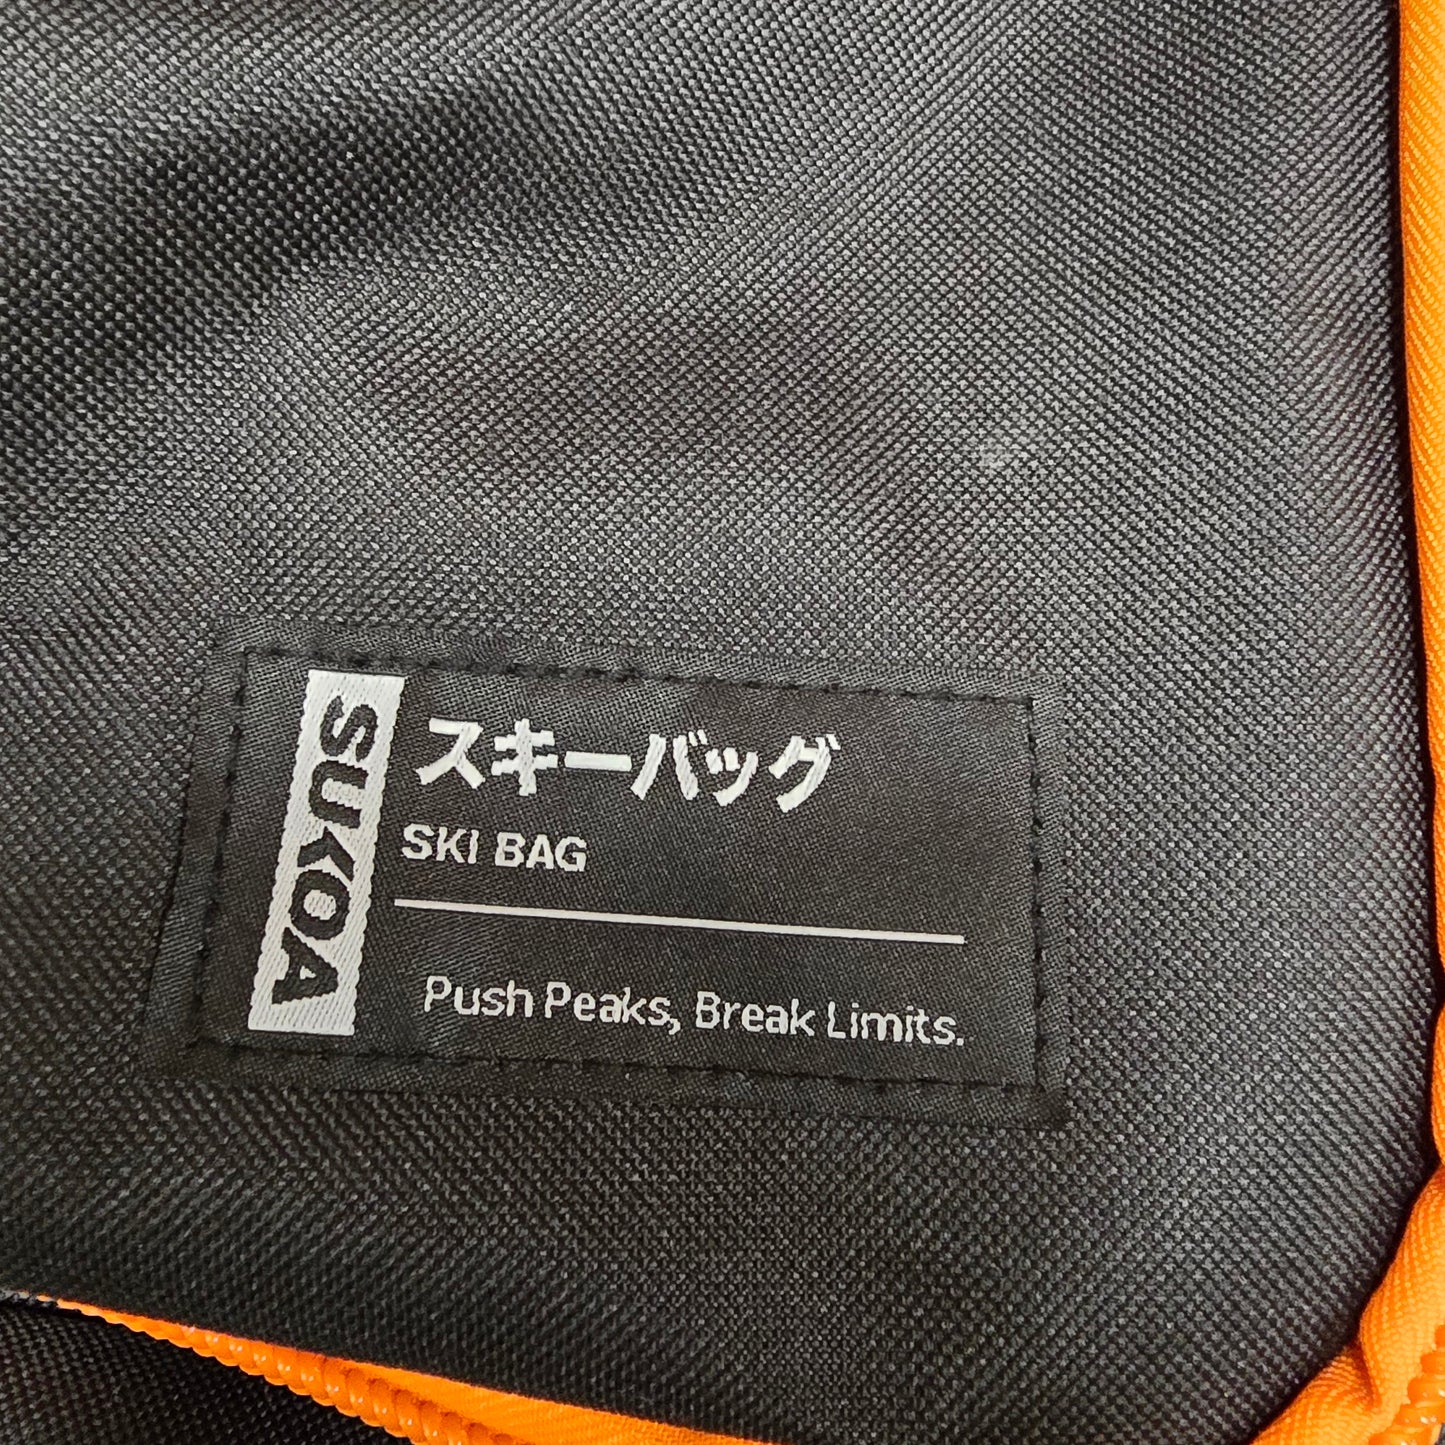 SUKOA
スキーバッグ
SKI BAG
Push Peaks, Break Limits.